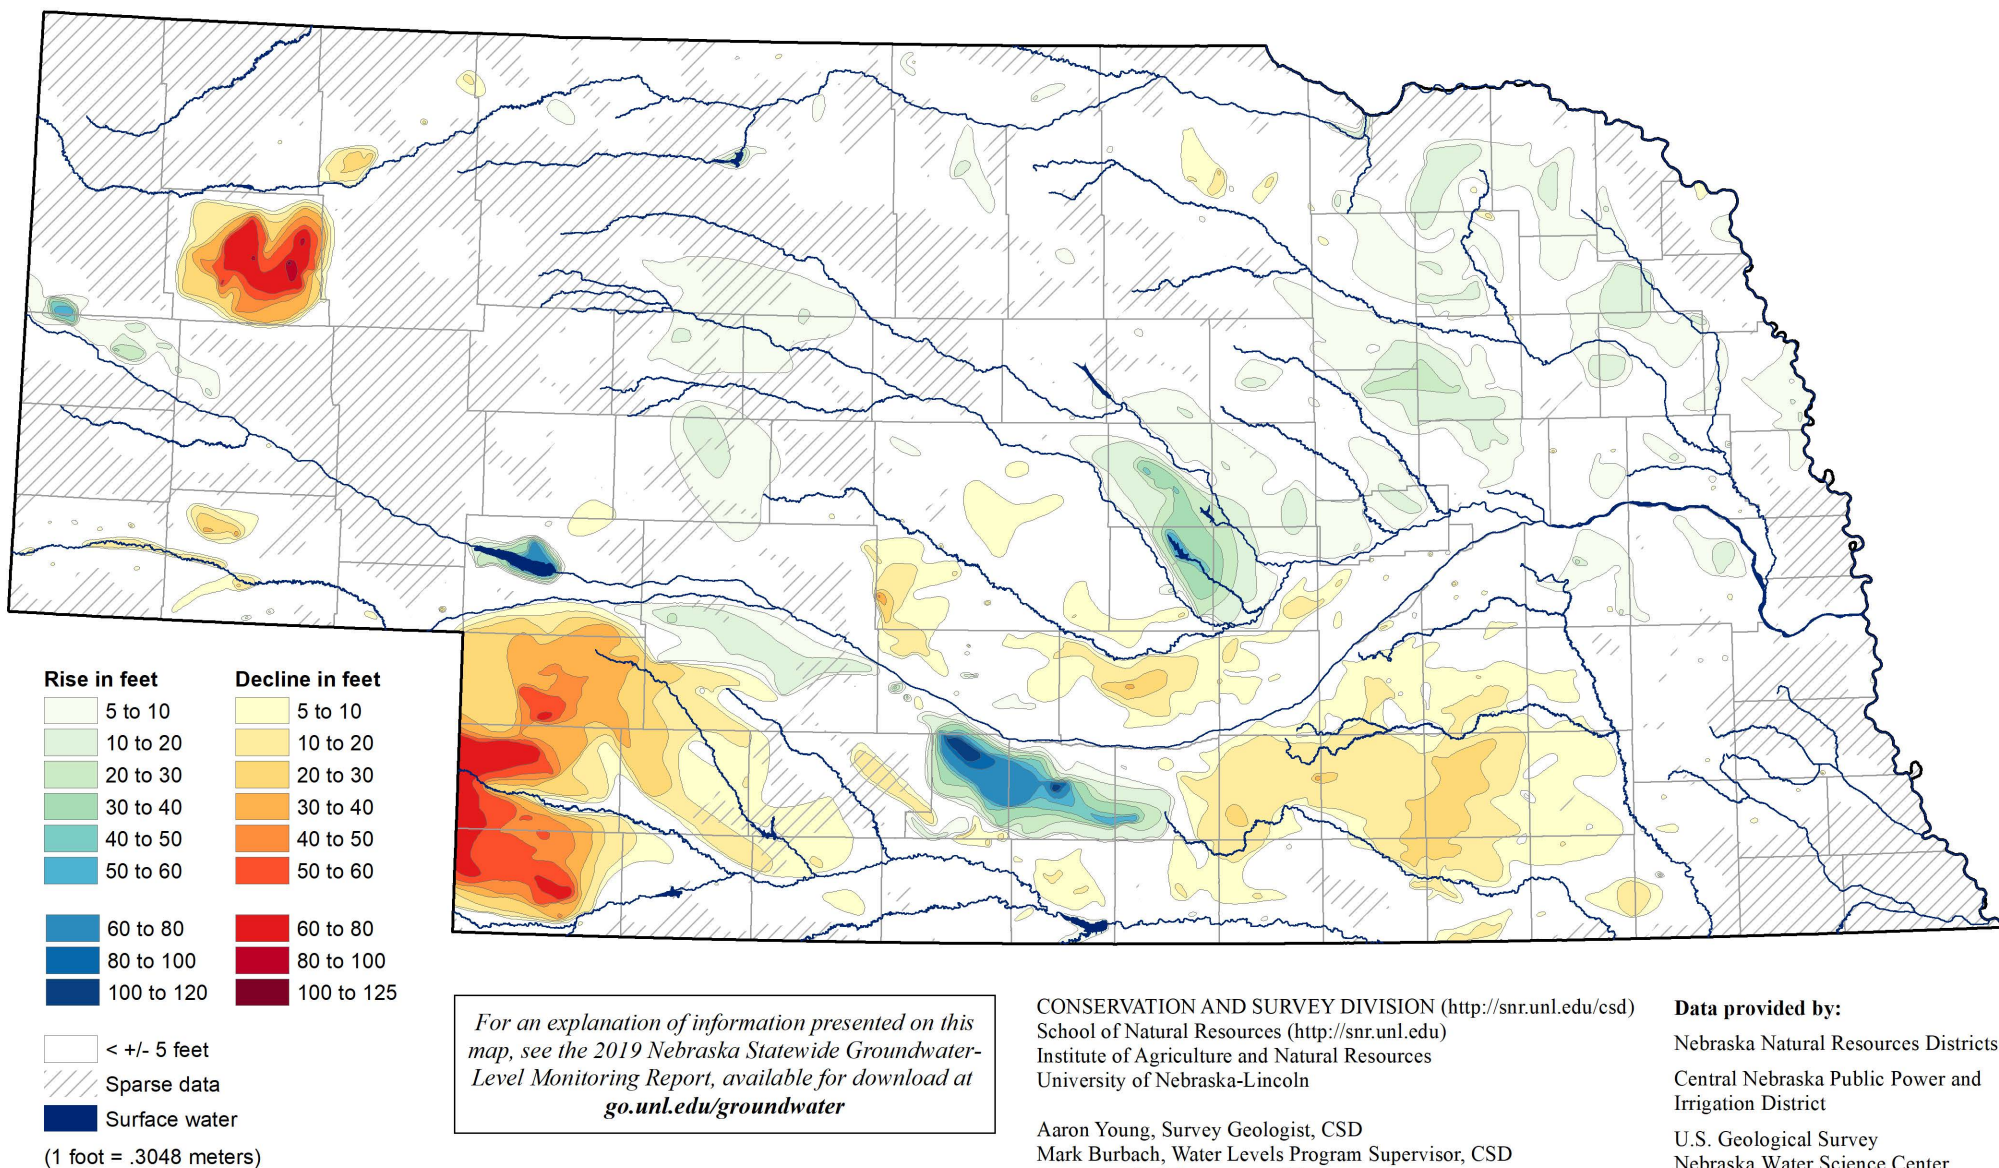 Rise in feet
5 to 10
10 to 20
20 to 30
30 to 40
40 to 50
50 to 60
60 to 80
80 to 100
100 to 120
Decline in feet
5 to 10
10 to 20
20 to 30
30 to 40
40 to 50
50 to 60
60 to 80
80 to 100
100 to 125
< +/- 5 feet
Sparse data
Surface water
(1 foot = .3048 meters)
For an explanation of information presented on this
map, see the 2019 Nebraska Statewide Groundwater-
Level Monitoring Report, available for download at
go.unl.edu/groundwater
CONSERVATION AND SURVEY DIVISION (http://snr.unl.edu/csd)
School of Natural Resources (http://snr.unl.edu)
Institute of Agriculture and Natural Resources
University of Nebraska-Lincoln
Aaron Young, Survey Geologist, CSD
Mark Burbach, Water Levels Program Supervisor, CSD
Data provided by:
Nebraska Natural Resources Districts
Central Nebraska Public Power and
Irrigation District
U.S. Geological Survey
Nebraska Water Science Center